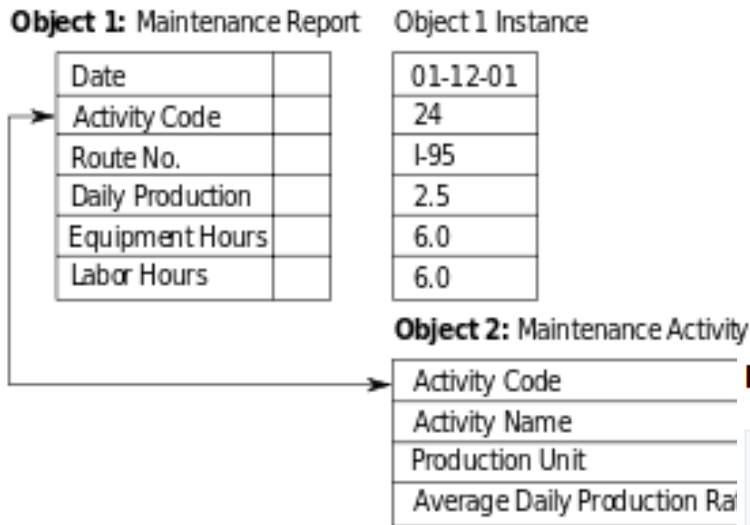 Object 1: Maintenance Report
Object 1 Instance
Date
01-12-01
Activity Code
24
Route No.
I-95
Daily Production
2.5
Equipment Hours
6.0
Labor Hours
6.0
Object 2: Maintenance Activity
Activity Code
Activity Name
Production Unit
Average Daily Production